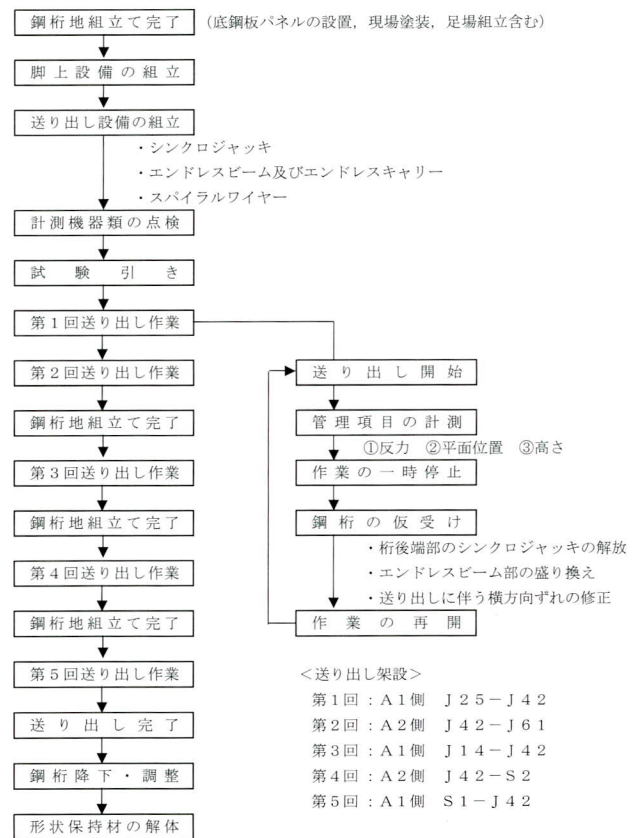 鋼桁地組立て完了 （底鋼板パネルの設置，現場塗装，足場組立含む）
脚上設備の組立
送り出し設備の組立
・シンクロジャッキ
・エンドレスビーム及びエンドレスキャリー
・スパイラルワイヤー
計測機器類の点検
試験引き
第1回送り出し作業
第2回送り出し作業
鋼桁地組立て完了
第3回送り出し作業
鋼桁地組立て完了
第4回送り出し作業
鋼桁地組立て完了
第5回送り出し作業
送り出し完了
鋼桁降下・調整
形状保持材の解体
送り出し開始
管理項目の計測
①反力 ②平面位置 ③高さ
作業の一時停止
鋼桁の仮受け
・桁後端部のシンクロジャッキの解放
・エンドレスビーム部の盛り換え
・送り出しに伴う横方向ずれの修正
作業の再開
＜送り出し架設＞
第1回：A1側 J25－J42
第2回：A2側 J42－J61
第3回：A1側 J14－J42
第4回：A2側 J42－S2
第5回：A1側 S1－J42